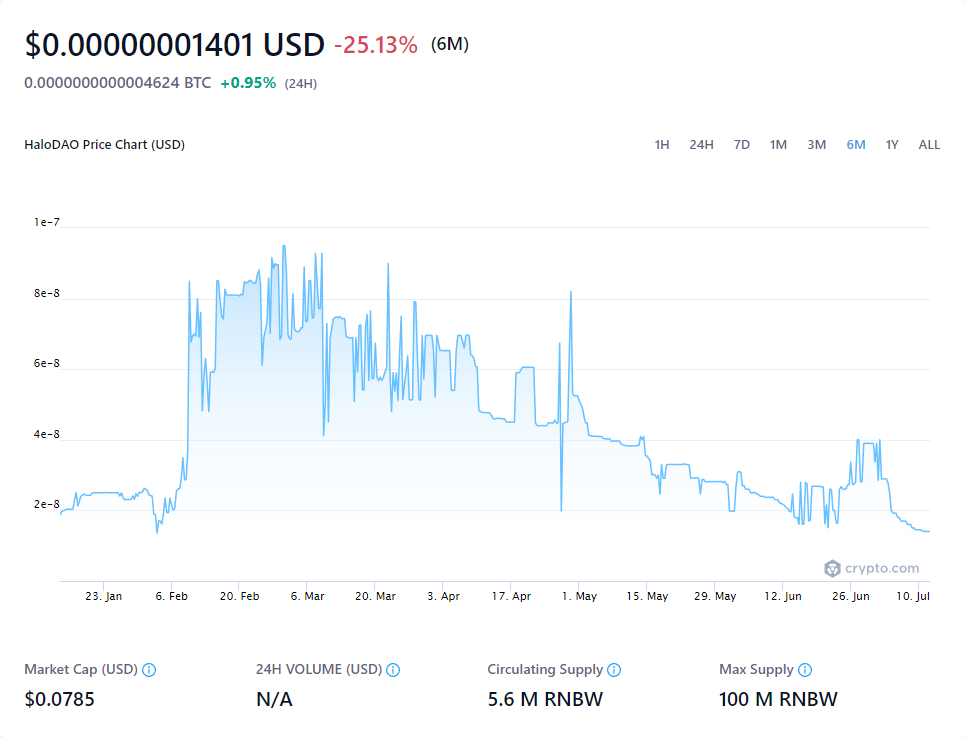 $0.00000001401 USD -25.13% (6M)
0.0000000000004624 BTC +0.95% (24H)
HaloDAO Price Chart (USD) 1H 24H 7D 1M 3M 6M 1Y ALL
1e-7
8e-8
6e-8
4e-8
2e-8
crypto.com
23. Jan 6. Feb 20. Feb 6. Mar 20. Mar 3. Apr 17. Apr 1. May 15. May 29. May 12. Jun 26. Jun 10. Jul
Market Cap (USD) 24H VOLUME (USD) Circulating Supply Max Supply
$0.0785 N/A 5.6 M RNBW 100 M RNBW